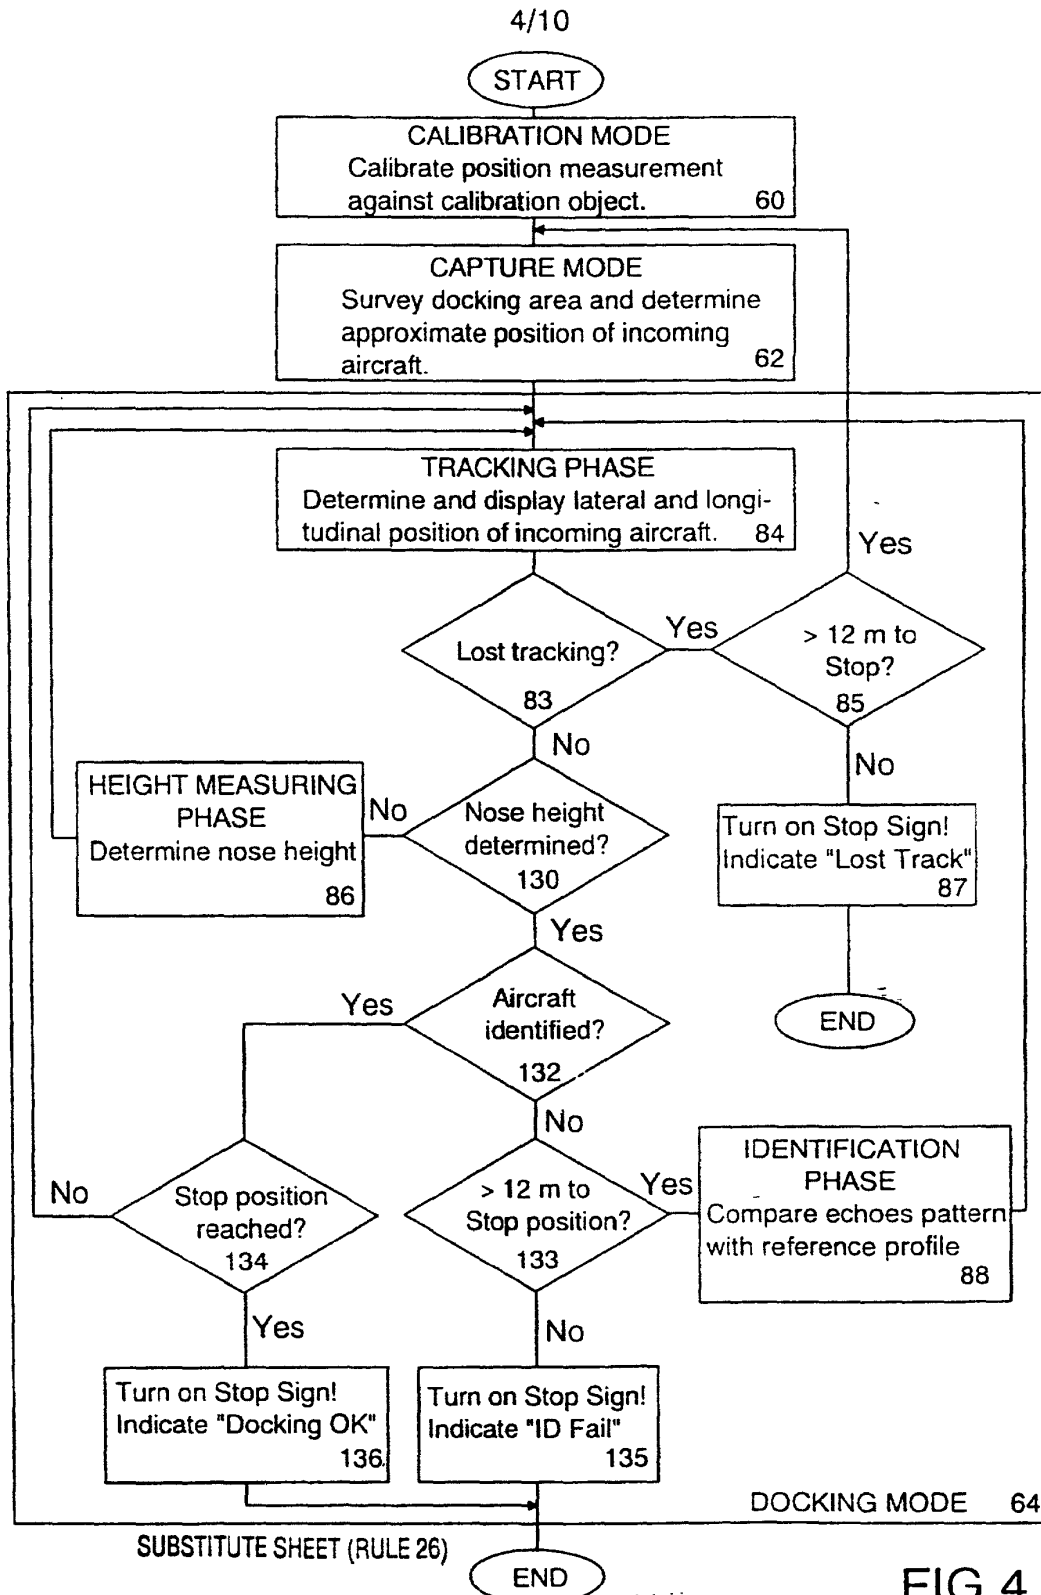 4/10
START
CALIBRATION MODE
Calibrate position measurement
against calibration object.
60
CAPTURE MODE
Survey docking area and determine
approximate position of incoming
aircraft.
62
TRACKING PHASE
Determine and display lateral and longi-
tudinal position of incoming aircraft.
84
Yes
Lost tracking?
83
Yes
> 12 m to
Stop?
85
No
No
HEIGHT MEASURING
PHASE
Determine nose height
86
No
Nose height
determined?
130
Turn on Stop Sign!
Indicate "Lost Track"
87
Yes
END
Yes
Aircraft
identified?
132
No
No
Stop position
reached?
134
> 12 m to
Stop position?
133
Yes
IDENTIFICATION
PHASE
Compare echoes pattern
with reference profile
88
Yes
No
Turn on Stop Sign!
Indicate "Docking OK"
136
Turn on Stop Sign!
Indicate "ID Fail"
135
DOCKING MODE 64
SUBSTITUTE SHEET (RULE 26)
END
FIG 4